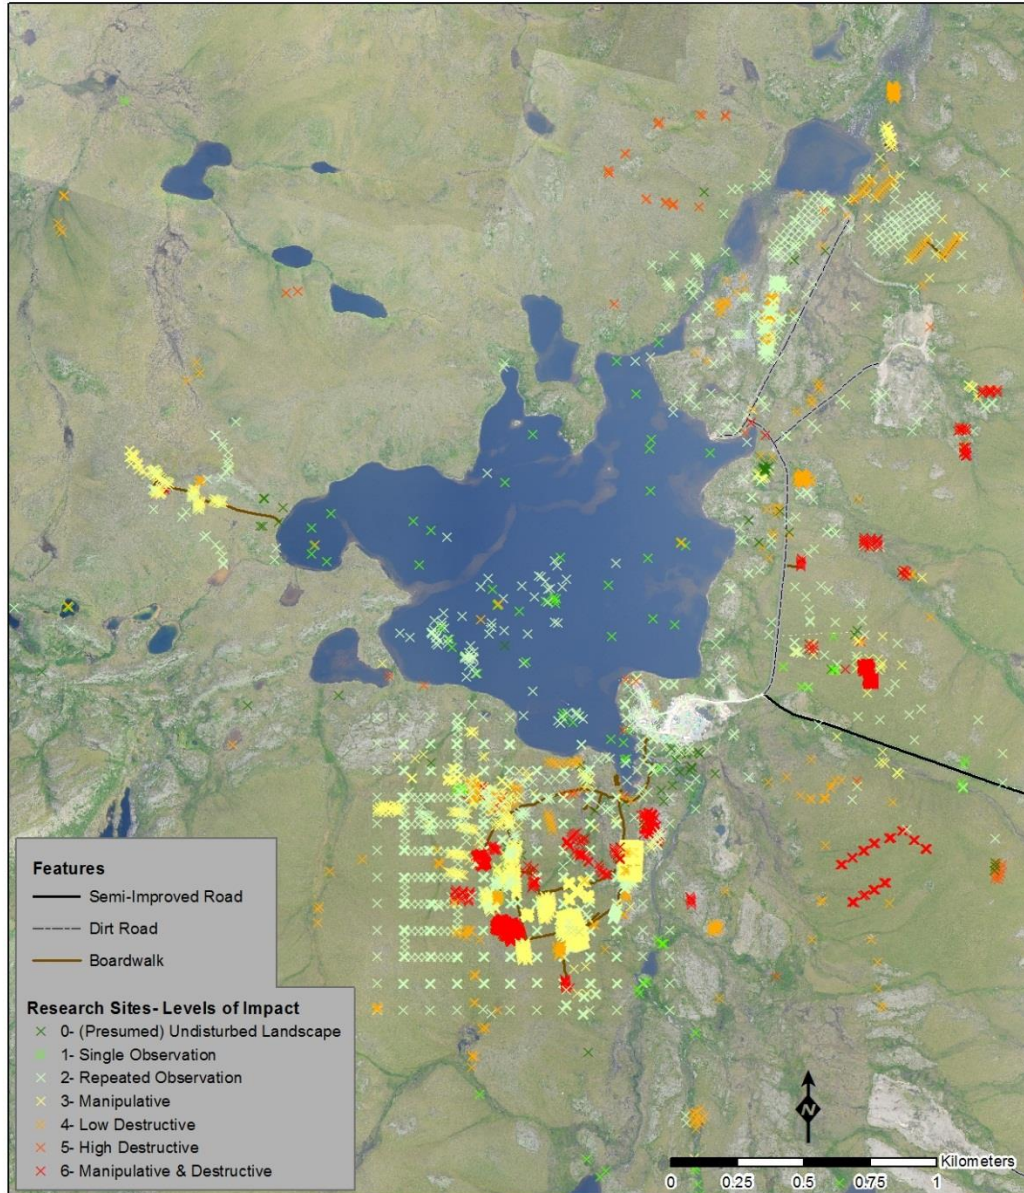 Features
Semi-Improved Road
Dirt Road
Boardwalk
Research Sites- Levels of Impact
0- (Presumed) Undisturbed Landscape
1- Single Observation
2- Repeated Observation
3- Manipulative
4- Low Destructive
5- High Destructive
6- Manipulative & Destructive
N
Kilometers
0 0.25 0.5 0.75 1